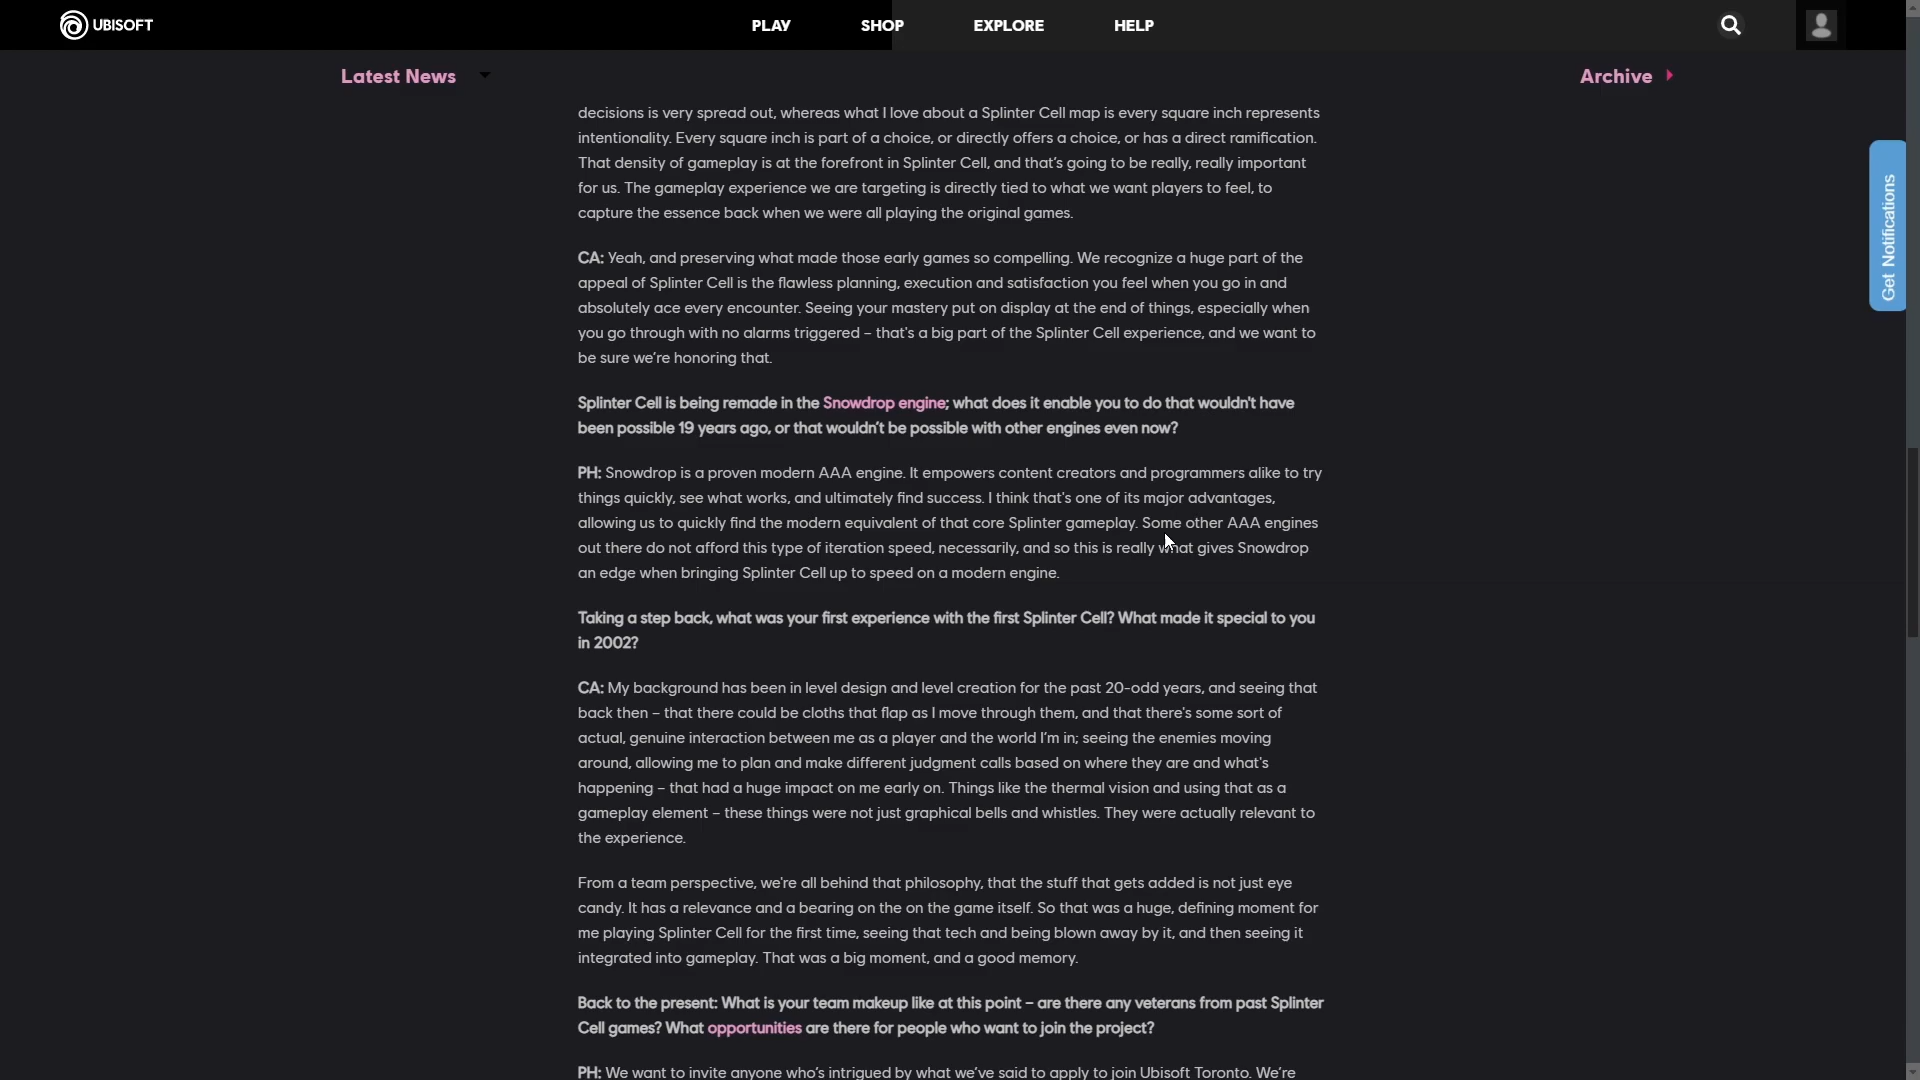 UBISOFT
PLAY
SHOP
EXPLORE
HELP
Latest News
Archive
decisions is very spread out, whereas what I love about a Splinter Cell map is every square inch represents
intentionality. Every square inch is part of a choice, or directly offers a choice, or has a direct ramification.
That density of gameplay is at the forefront in Splinter Cell, and that's going to be really, really important
for us. The gameplay experience we are targeting is directly tied to what we want players to feel, to
capture the essence back when we were all playing the original games.
CA: Yeah, and preserving what made those early games so compelling. We recognize a huge part of the
appeal of Splinter Cell is the flawless planning, execution and satisfaction you feel when you go in and
absolutely ace every encounter. Seeing your mastery put on display at the end of things, especially when
you go through with no alarms triggered – that's a big part of the Splinter Cell experience, and we want to
be sure we're honoring that.
Splinter Cell is being remade in the Snowdrop engine; what does it enable you to do that wouldn't have
been possible 19 years ago, or that wouldn't be possible with other engines even now?
PH: Snowdrop is a proven modern AAA engine. It empowers content creators and programmers alike to try
things quickly, see what works, and ultimately find success. I think that's one of its major advantages,
allowing us to quickly find the modern equivalent of that core Splinter gameplay. Some other AAA engines
out there do not afford this type of iteration speed, necessarily, and so this is really what gives Snowdrop
an edge when bringing Splinter Cell up to speed on a modern engine.
Taking a step back, what was your first experience with the first Splinter Cell? What made it special to you
in 2002?
CA: My background has been in level design and level creation for the past 20-odd years, and seeing that
back then – that there could be cloths that flap as I move through them, and that there's some sort of
actual, genuine interaction between me as a player and the world I'm in; seeing the enemies moving
around, allowing me to plan and make different judgment calls based on where they are and what's
happening – that had a huge impact on me early on. Things like the thermal vision and using that as a
gameplay element – these things were not just graphical bells and whistles. They were actually relevant to
the experience.
From a team perspective, we're all behind that philosophy, that the stuff that gets added is not just eye
candy. It has a relevance and a bearing on the on the game itself. So that was a huge, defining moment for
me playing Splinter Cell for the first time, seeing that tech and being blown away by it, and then seeing it
integrated into gameplay. That was a big moment, and a good memory.
Back to the present: What is your team makeup like at this point – are there any veterans from past Splinter
Cell games? What opportunities are there for people who want to join the project?
PH: We want to invite anyone who's intrigued by what we've said to apply to join Ubisoft Toronto. We're
Get Notifications